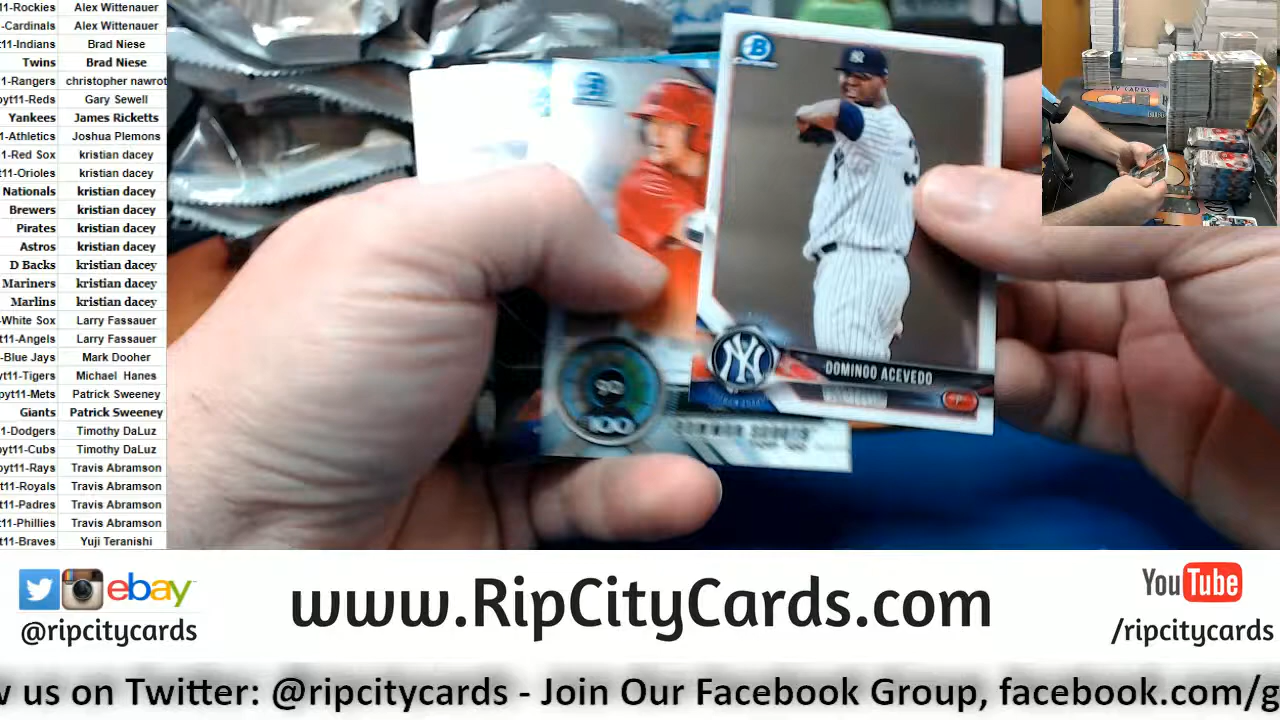 11-Rockies Alex Wittenauer
-Cardinals Alex Wittenauer
t11-Indians Brad Niese
Twins Brad Niese
1-Rangers christopher nawrot
pyt11-Reds Gary Sewell
Yankees James Ricketts
-Athletics Joshua Plemons
1-Red Sox kristian dacey
t11-Orioles kristian dacey
Nationals kristian dacey
Brewers kristian dacey
Pirates kristian dacey
Astros kristian dacey
D Backs kristian dacey
Mariners kristian dacey
Marlins kristian dacey
-White Sox Larry Fassauer
t11-Angels Larry Fassauer
-Blue Jays Mark Dooher
yt11-Tigers Michael Hanes
pyt11-Mets Patrick Sweeney
Giants Patrick Sweeney
1-Dodgers Timothy DaLuz
yt11-Cubs Timothy DaLuz
pyt11-Rays Travis Abramson
t11-Royals Travis Abramson
t11-Padres Travis Abramson
t11-Phillies Travis Abramson
t11-Braves Yuji Teranishi
B
NY
DOMINGO ACEVEDO
P
100
ebay
@ripcitycards
www.RipCityCards.com
YouTube
/ripcitycards
w us on Twitter: @ripcitycards - Join Our Facebook Group, facebook.com/g